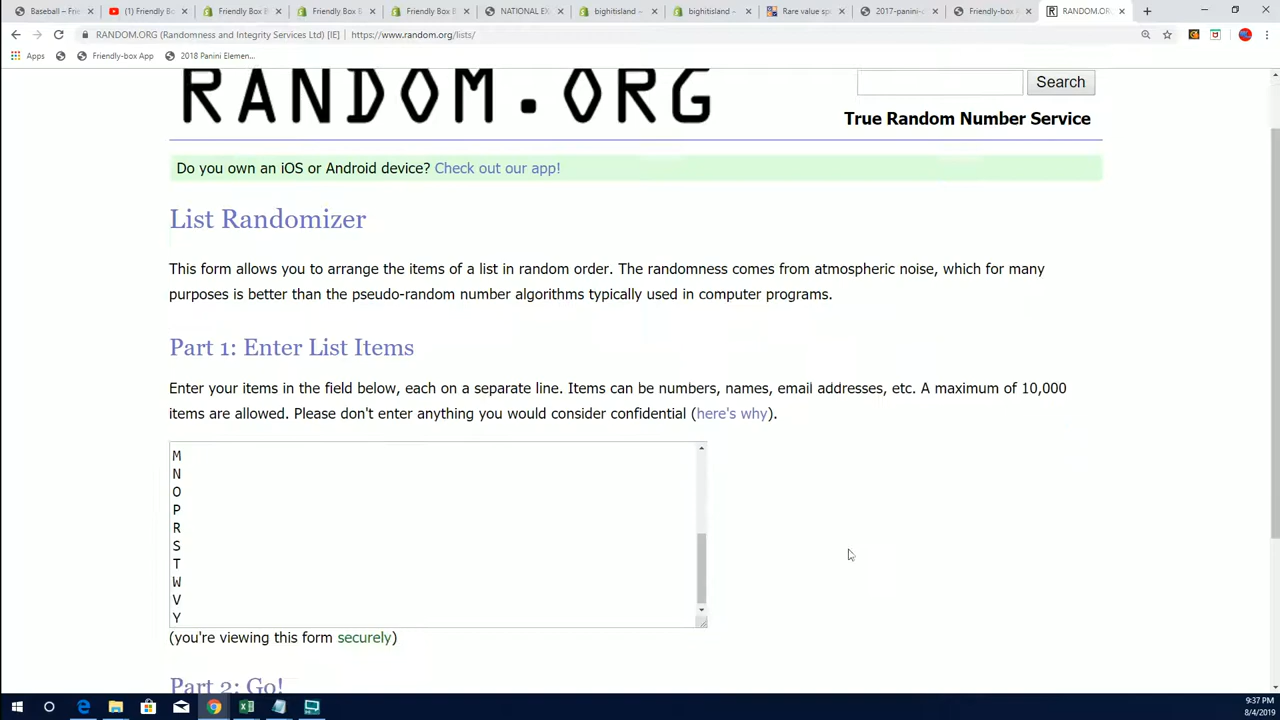 Baseball – Frie
(1) Friendly Bo
Friendly Box B
Friendly Box B
Friendly Box B
NATIONAL EX
bighitisland –
bighitisland –
Rare value sp
2017-panini-
Friendly-box
RANDOM.OR
RANDOM.ORG (Randomness and Integrity Services Ltd) [IE] | https://www.random.org/lists/
Apps
Friendly-box App
2018 Panini Elemen...
RANDOM.ORG
Search
True Random Number Service
Do you own an iOS or Android device? Check out our app!
List Randomizer
This form allows you to arrange the items of a list in random order. The randomness comes from atmospheric noise, which for many
purposes is better than the pseudo-random number algorithms typically used in computer programs.
Part 1: Enter List Items
Enter your items in the field below, each on a separate line. Items can be numbers, names, email addresses, etc. A maximum of 10,000
items are allowed. Please don't enter anything you would consider confidential (here's why).
M
N
O
P
R
S
T
W
V
Y
(you're viewing this form securely)
Part 2: Go!
9:37 PM
8/4/2019